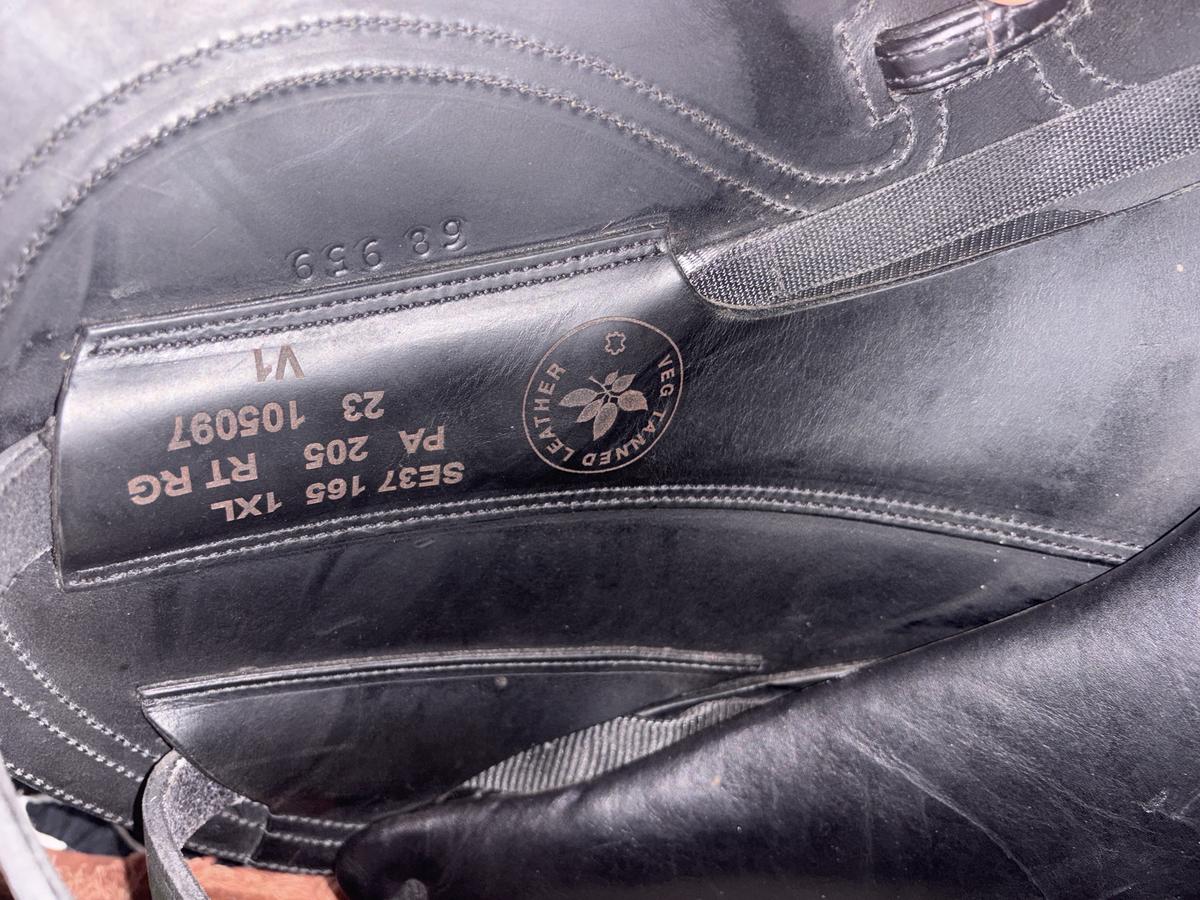 SE37 165 1XL
PA 205 RT RG
23 105097
V1
VEG. TANNED LEATHER
68 959